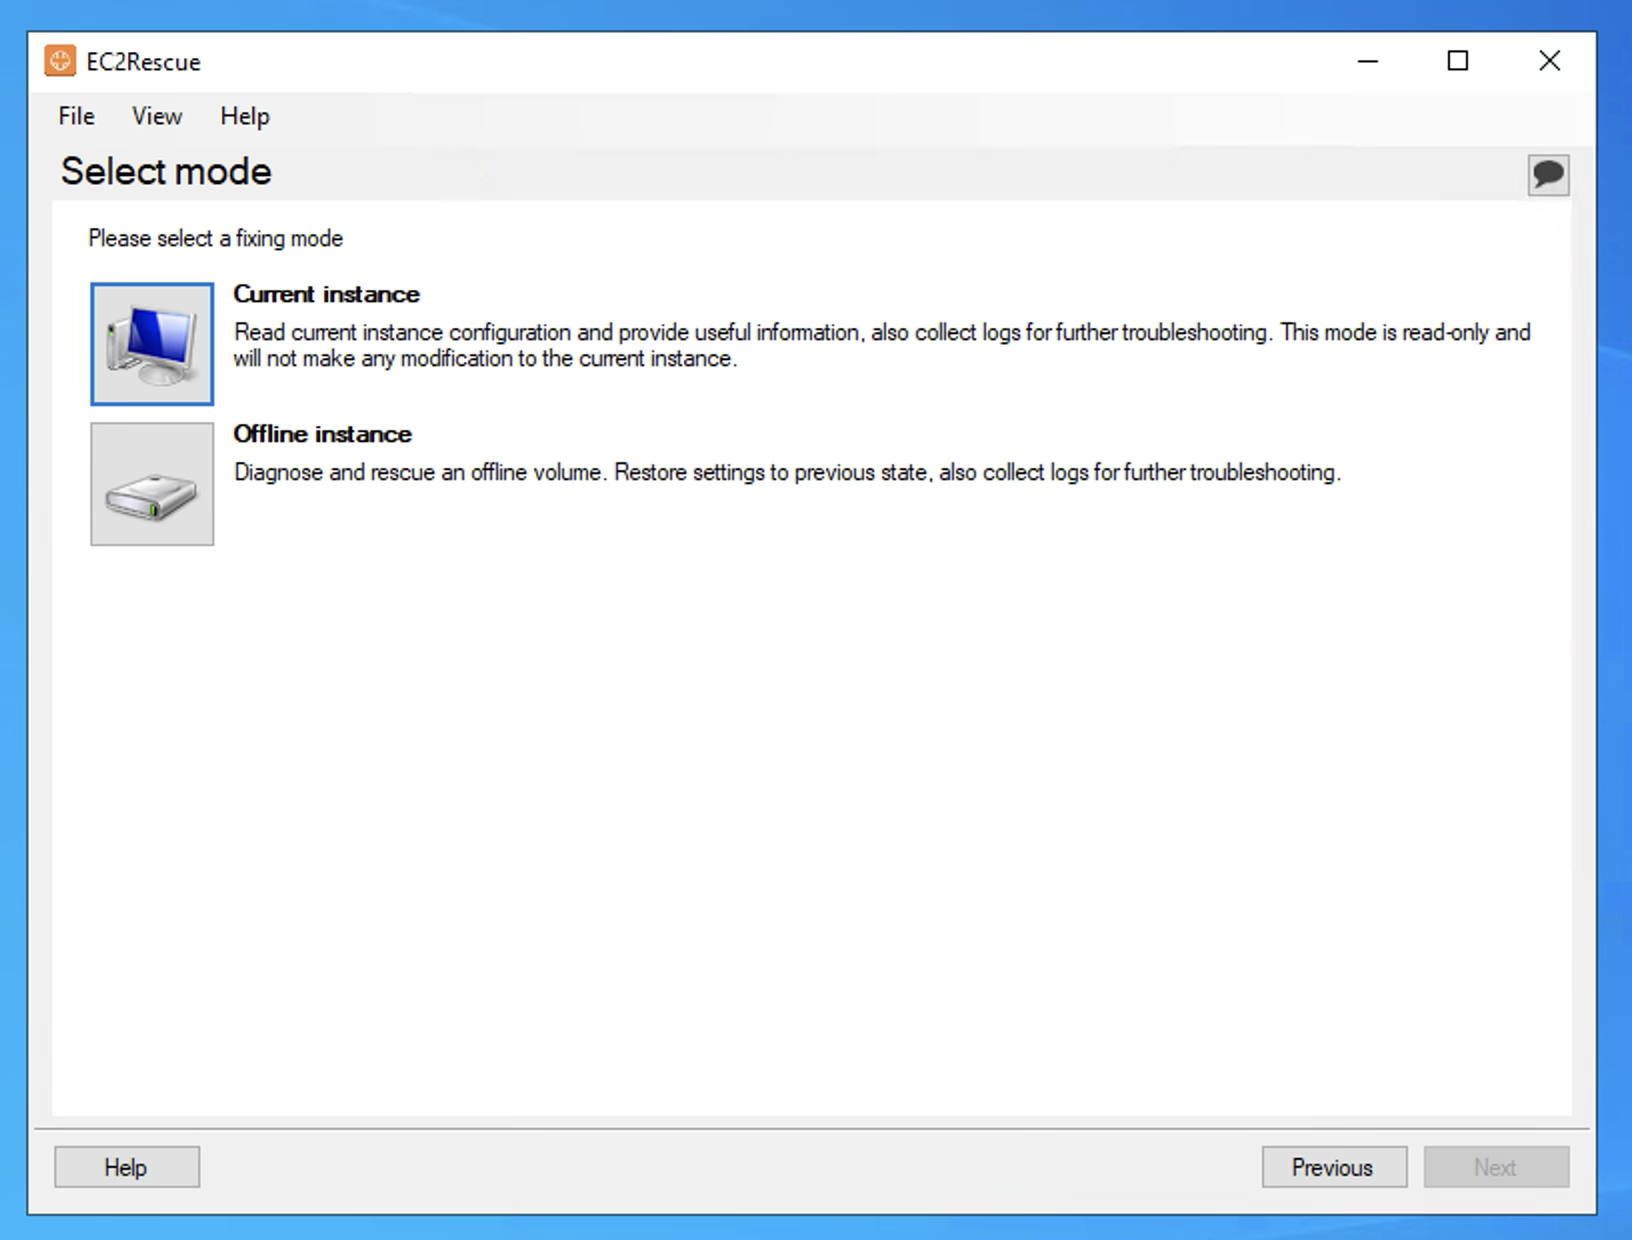 EC2Rescue
File View Help
Select mode
Please select a fixing mode
Current instance
Read current instance configuration and provide useful information, also collect logs for further troubleshooting. This mode is read-only and
will not make any modification to the current instance.
Offline instance
Diagnose and rescue an offline volume. Restore settings to previous state, also collect logs for further troubleshooting.
Help Previous Next